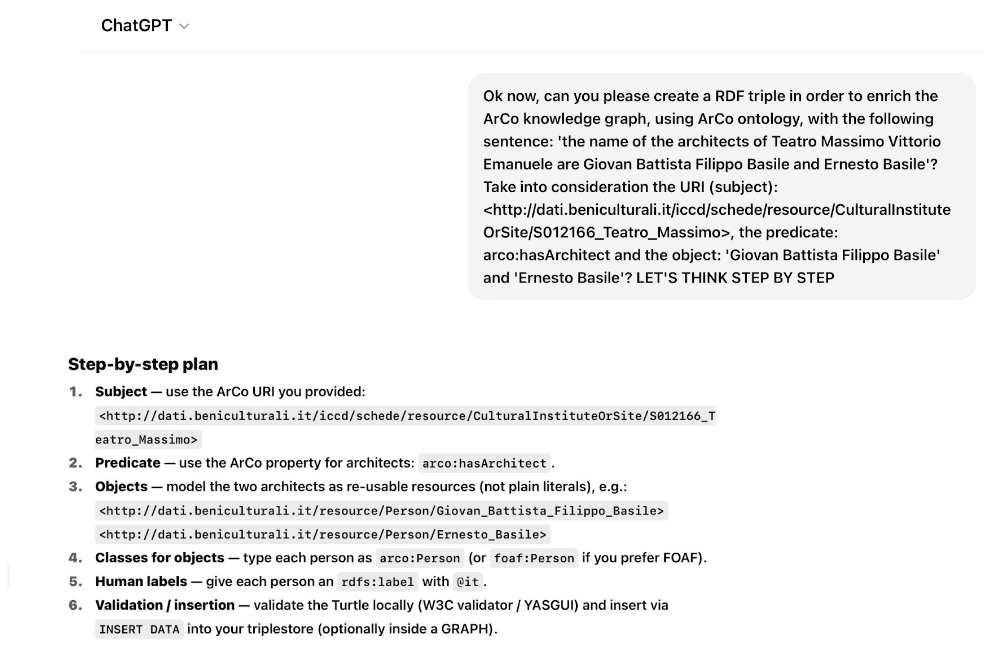 ChatGPT
Ok now, can you please create a RDF triple in order to enrich the
ArCo knowledge graph, using ArCo ontology, with the following
sentence: 'the name of the architects of Teatro Massimo Vittorio
Emanuele are Giovan Battista Filippo Basile and Ernesto Basile'?
Take into consideration the URI (subject):
<http://dati.beniculturali.it/iccd/schede/resource/CulturalInstitute
OrSite/S012166_Teatro_Massimo>, the predicate:
arco:hasArchitect and the object: 'Giovan Battista Filippo Basile'
and 'Ernesto Basile'? LET'S THINK STEP BY STEP
Step-by-step plan
1. Subject — use the ArCo URI you provided:
<http://dati.beniculturali.it/iccd/schede/resource/CulturalInstituteOrSite/S012166_T
eatro_Massimo>
2. Predicate — use the ArCo property for architects: arco:hasArchitect.
3. Objects — model the two architects as re-usable resources (not plain literals), e.g.:
<http://dati.beniculturali.it/resource/Person/Giovan_Battista_Filippo_Basile>
<http://dati.beniculturali.it/resource/Person/Ernesto_Basile>
4. Classes for objects — type each person as arco:Person (or foaf:Person if you prefer FOAF).
5. Human labels — give each person an rdfs:label with @it.
6. Validation / insertion — validate the Turtle locally (W3C validator / YASGUI) and insert via
INSERT DATA into your triplestore (optionally inside a GRAPH).